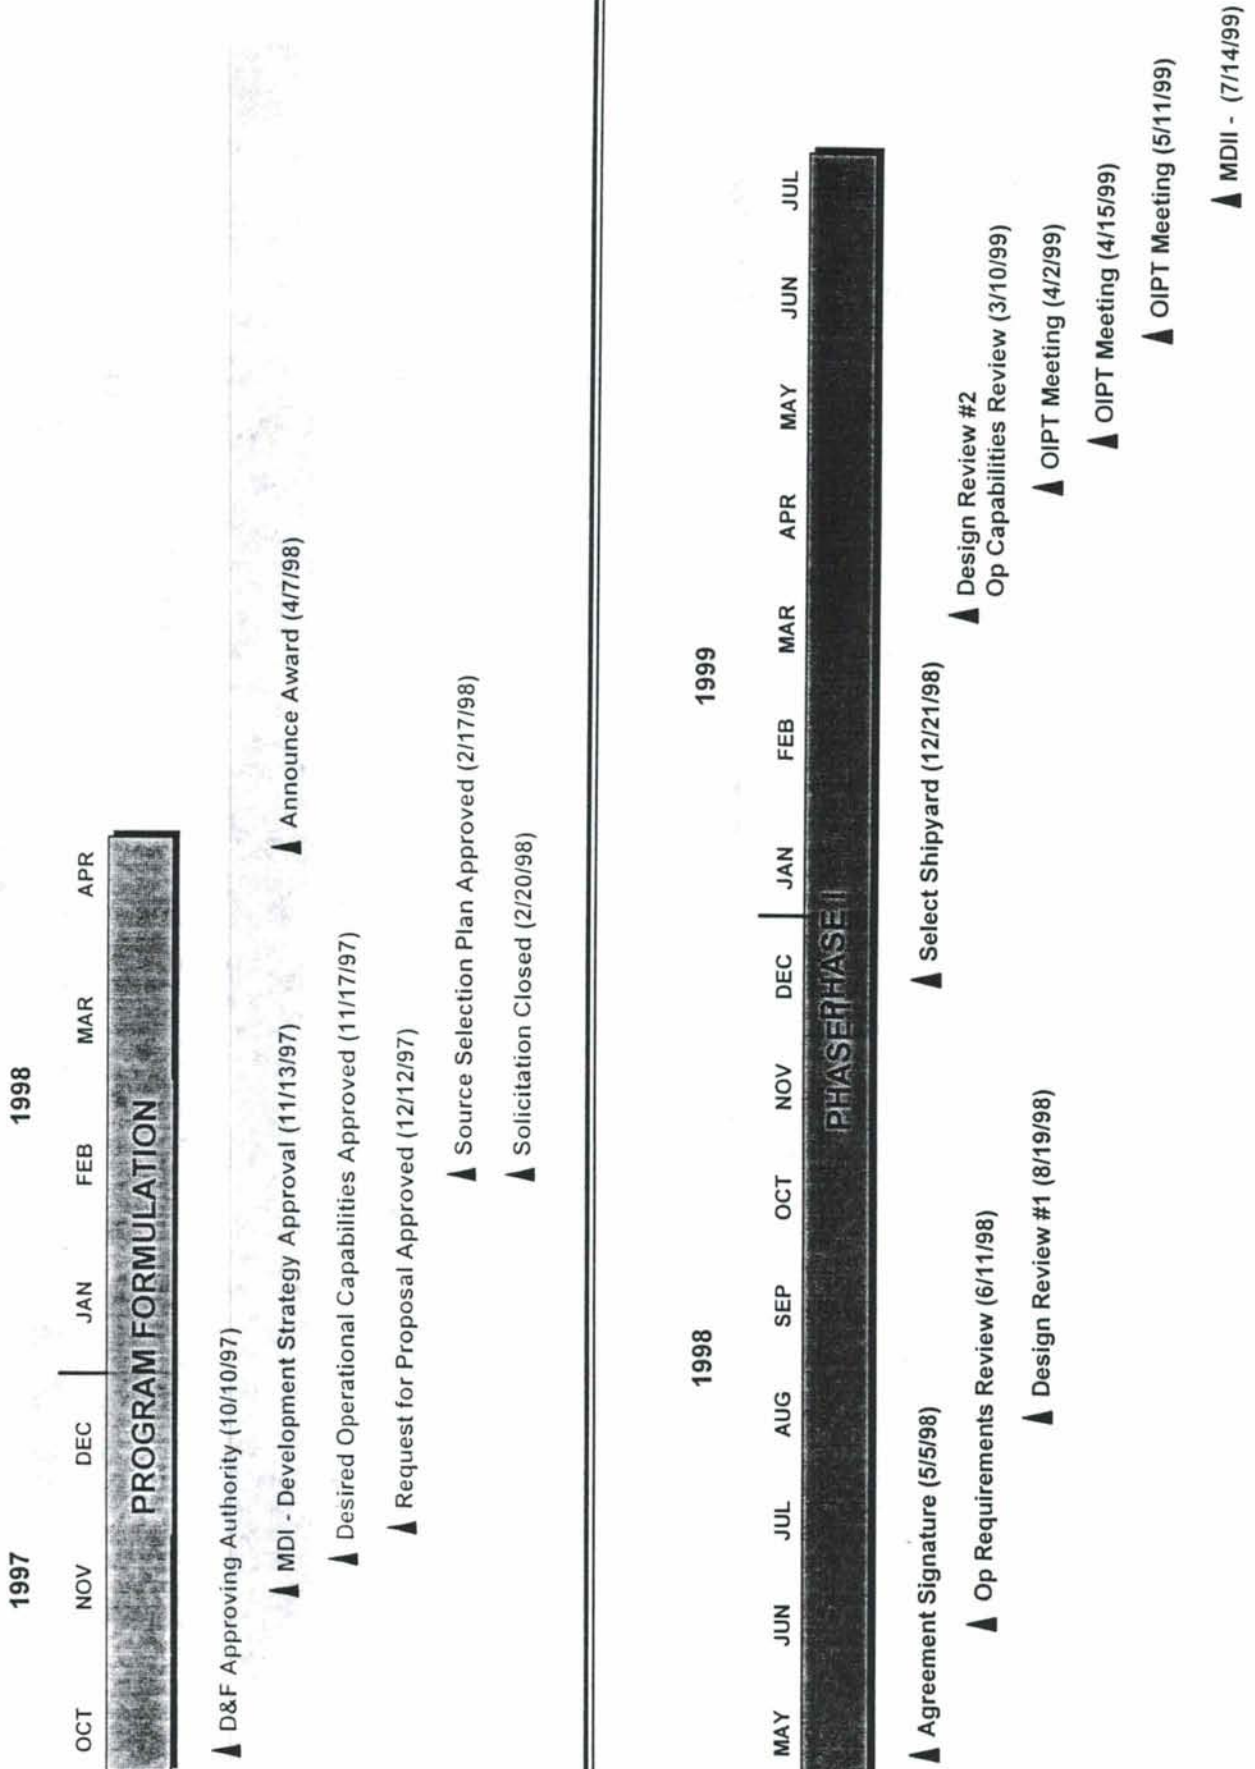 1997 1998
OCT NOV DEC JAN FEB MAR APR
PROGRAM FORMULATION
D&F Approving Authority (10/10/97)
MDI - Development Strategy Approval (11/13/97)
Announce Award (4/7/98)
Desired Operational Capabilities Approved (11/17/97)
Request for Proposal Approved (12/12/97)
Source Selection Plan Approved (2/17/98)
Solicitation Closed (2/20/98)
1998 1999
MAY JUN JUL AUG SEP OCT NOV DEC JAN FEB MAR APR MAY JUN JUL
PHASE I
Agreement Signature (5/5/98)
Select Shipyard (12/21/98)
Design Review #2
Op Requirements Review (6/11/98)
Op Capabilities Review (3/10/99)
Design Review #1 (8/19/98)
OIPT Meeting (4/2/99)
OIPT Meeting (4/15/99)
OIPT Meeting (5/11/99)
MDII - (7/14/99)